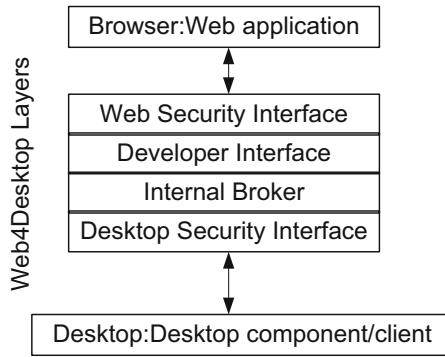 Browser:Web application
Web4Desktop Layers
Web Security Interface
Developer Interface
Internal Broker
Desktop Security Interface
Desktop:Desktop component/client